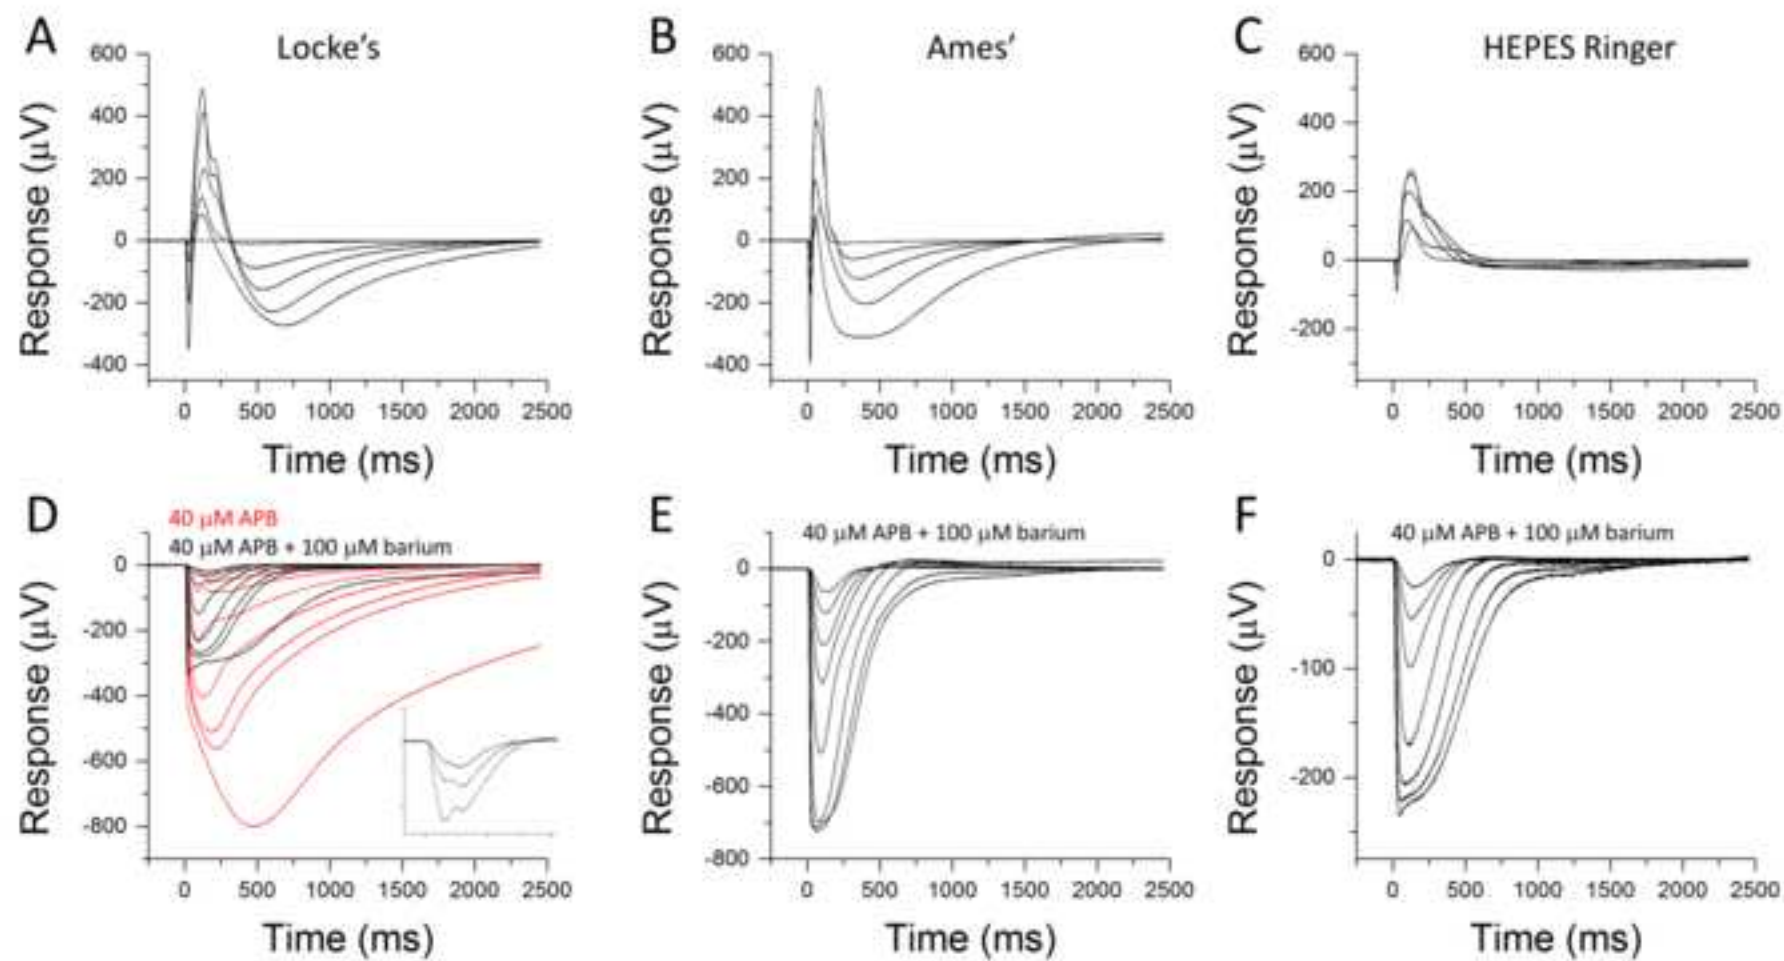 A
Locke's
600
400
200
0
-200
-400
Response (μV)
0 500 1000 1500 2000 2500
Time (ms)
B
Ames'
600
400
200
0
-200
-400
Response (μV)
0 500 1000 1500 2000 2500
Time (ms)
C
HEPES Ringer
600
400
200
0
-200
Response (μV)
0 500 1000 1500 2000 2500
Time (ms)
D
40 μM APB
40 μM APB + 100 μM barium
0
-200
-400
-600
-800
Response (μV)
0 500 1000 1500 2000 2500
Time (ms)
E
40 μM APB + 100 μM barium
0
-200
-400
-600
-800
Response (μV)
0 500 1000 1500 2000 2500
Time (ms)
F
40 μM APB + 100 μM barium
0
-100
-200
Response (μV)
0 500 1000 1500 2000 2500
Time (ms)